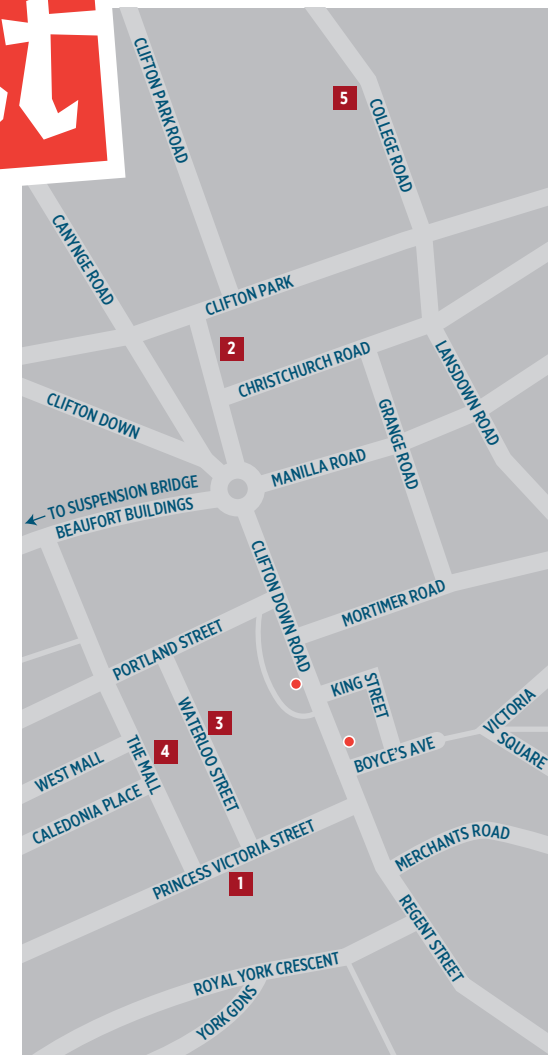 t
CLIFTON PARK ROAD
5
COLLEGE ROAD
CANYNGE ROAD
CLIFTON PARK
2
CHRISTCHURCH ROAD
LANSDOWN ROAD
CLIFTON DOWN
GRANGE ROAD
MANILLA ROAD
TO SUSPENSION BRIDGE
BEAUFORT BUILDINGS
CLIFTON DOWN ROAD
MORTIMER ROAD
PORTLAND STREET
KING STREET
WATERLOO STREET
3
VICTORIA SQUARE
THE MALL
4
BOYCE'S AVE
WEST MALL
CALEDONIA PLACE
PRINCESS VICTORIA STREET
MERCHANTS ROAD
1
REGENT STREET
ROYAL YORK CRESCENT
YORK GDNS